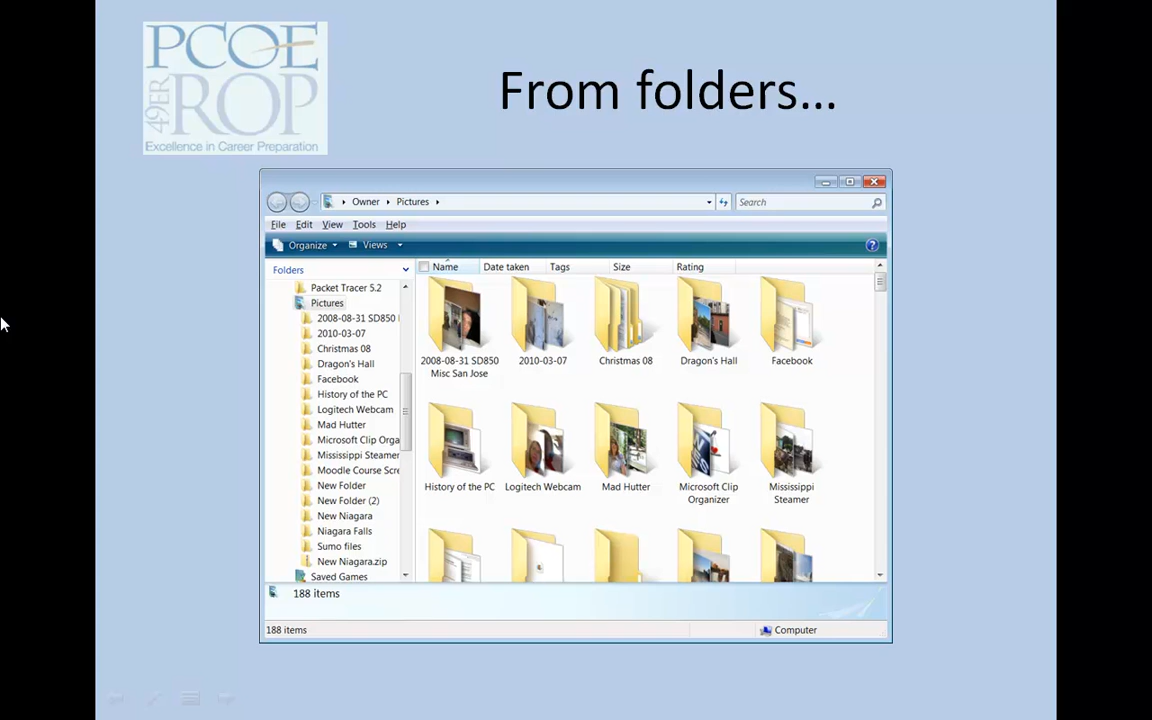 PCOE
49ER
ROP
Excellence in Career Preparation
From folders...
Owner
Pictures
Search
File Edit View Tools Help
Organize
Views
Folders
Name
Date taken
Tags
Size
Rating
Packet Tracer 5.2
Pictures
2008-08-31 SD850
2010-03-07
Christmas 08
Dragon's Hall
Facebook
History of the PC
Logitech Webcam
Mad Hutter
Microsoft Clip Orga
Mississippi Steamer
Moodle Course Scre
New Folder
New Folder (2)
New Niagara
Niagara Falls
Sumo files
New Niagara.zip
Saved Games
2008-08-31 SD850
Misc San Jose
2010-03-07
Christmas 08
Dragon's Hall
Facebook
History of the PC
Logitech Webcam
Mad Hutter
Microsoft Clip
Organizer
Mississippi
Steamer
188 items
188 items
Computer